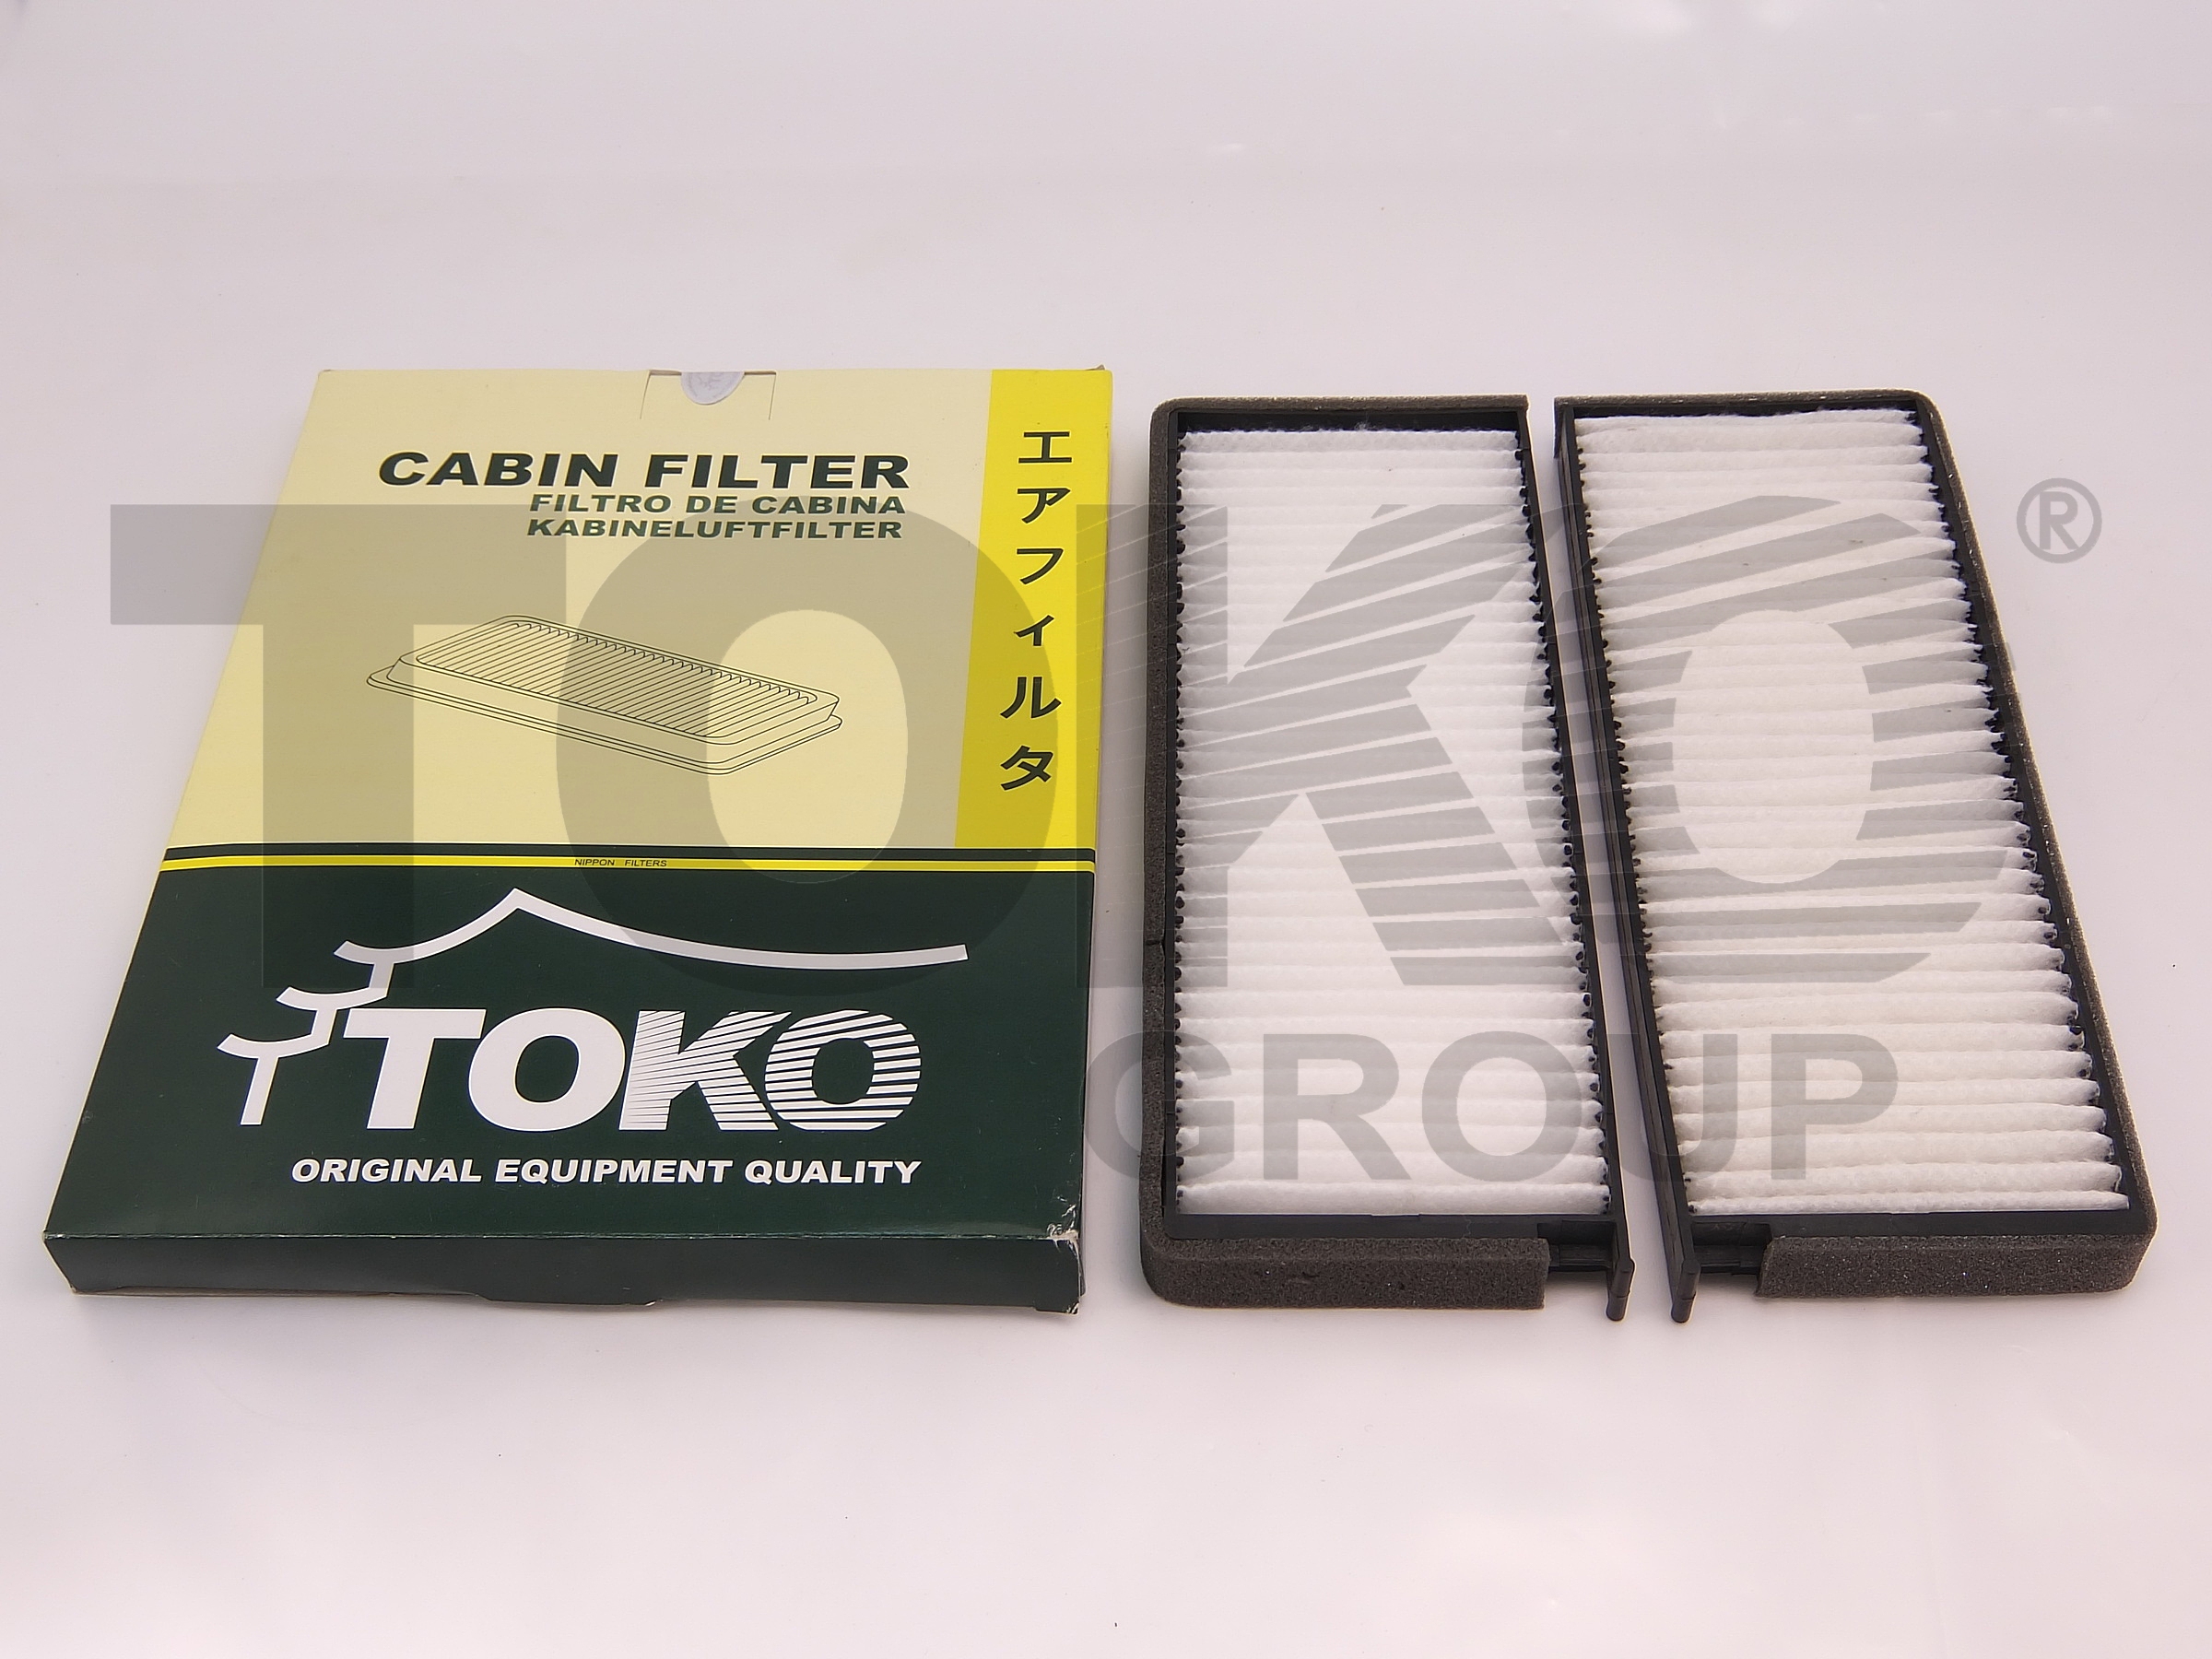 CABIN FILTER
FILTRO DE CABINA
KABINELUFTFILTER
エアフィルタ
NIPPON FILTERS
TOKO
ORIGINAL EQUIPMENT QUALITY
TOKO ®
GROUP